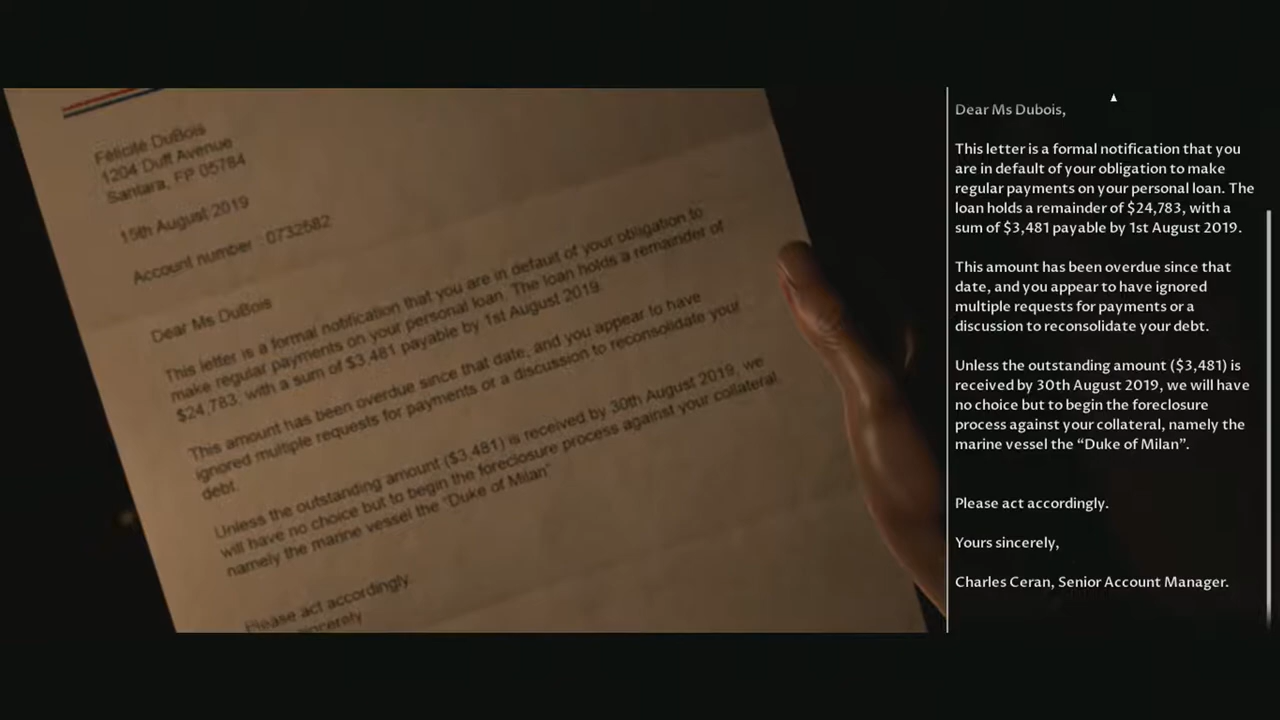 Félicité DuBois
1204 Duff Avenue
Santara, FP 05784
15th August 2019
Account number 0732582
Dear Ms DuBois
This letter is a formal notification that you are in default of your obligation to
make regular payments on your personal loan. The loan holds a remainder of
$24,783, with a sum of $3,481 payable by 1st August 2019.
This amount has been overdue since that date, and you appear to have
ignored multiple requests for payments or a discussion to reconsolidate your
debt.
Unless the outstanding amount ($3,481) is received by 30th August 2019, we
will have no choice but to begin the foreclosure process against your collateral,
namely the marine vessel the "Duke of Milan"
Please act accordingly.
sincerely
Dear Ms Dubois,
This letter is a formal notification that you
are in default of your obligation to make
regular payments on your personal loan. The
loan holds a remainder of $24,783, with a
sum of $3,481 payable by 1st August 2019.
This amount has been overdue since that
date, and you appear to have ignored
multiple requests for payments or a
discussion to reconsolidate your debt.
Unless the outstanding amount ($3,481) is
received by 30th August 2019, we will have
no choice but to begin the foreclosure
process against your collateral, namely the
marine vessel the “Duke of Milan”.
Please act accordingly.
Yours sincerely,
Charles Ceran, Senior Account Manager.